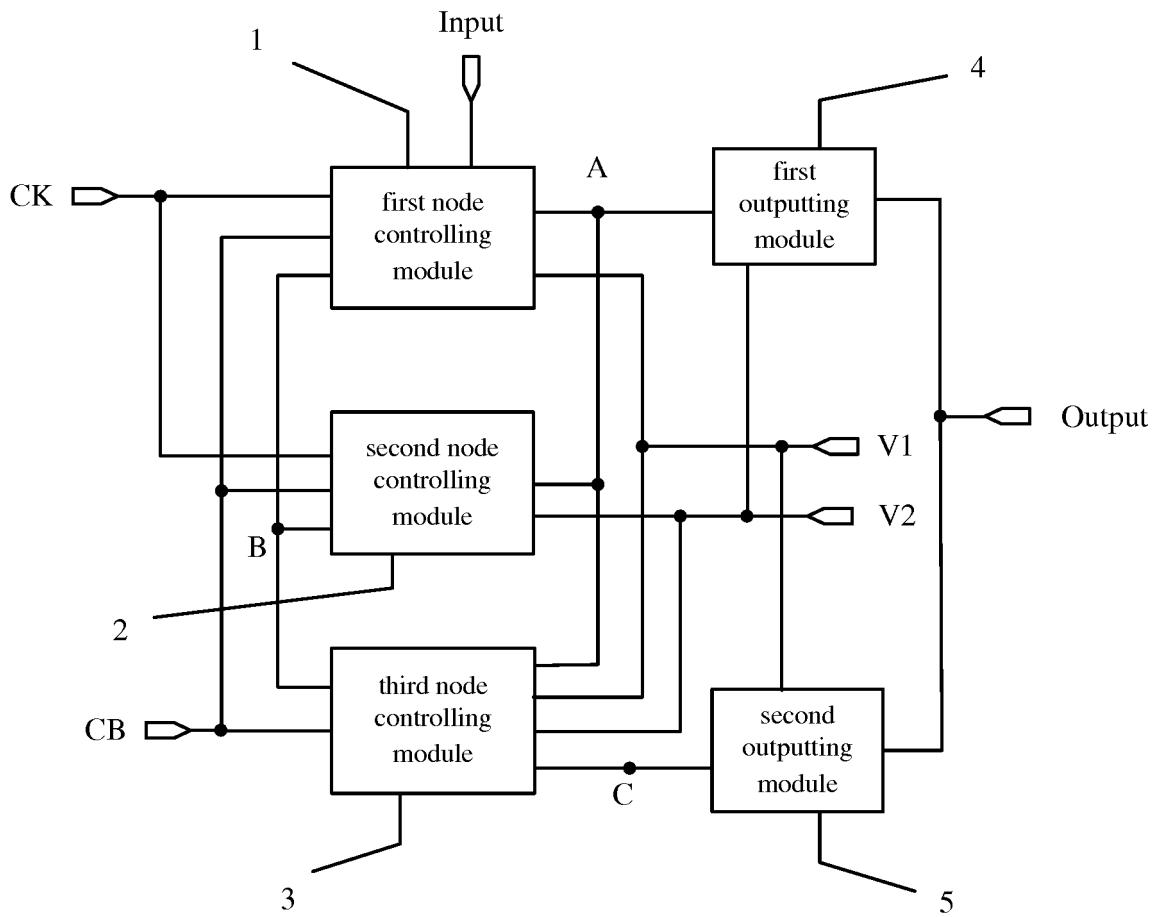 Input
1
4
CK
first node
controlling
module
A
first
outputting
module
Output
second node
controlling
module
V1
V2
B
2
CB
third node
controlling
module
C
second
outputting
module
3
5